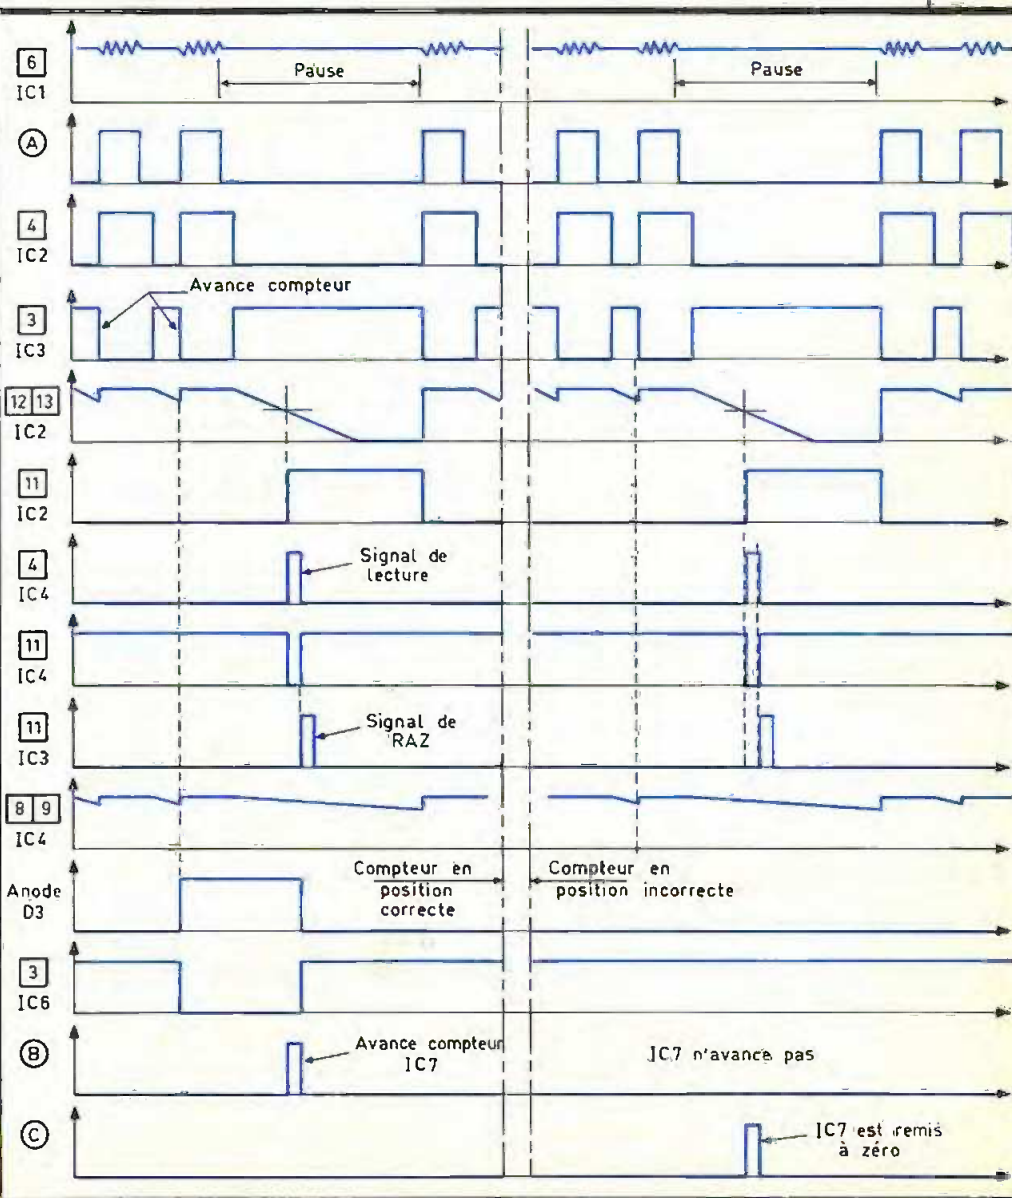 6
IC1
Pause
Pause
A
4
IC2
Avance compteur
3
IC3
12 13
IC2
11
IC2
4
IC4
Signal de
lecture
11
IC4
11
IC3
Signal de
RAZ
8 9
IC4
Anode
D3
Compteur en
position
correcte
Compteur en
position incorrecte
3
IC6
B
Avance compteur
IC7
IC7 n'avance pas
C
IC7 est remis
à zéro